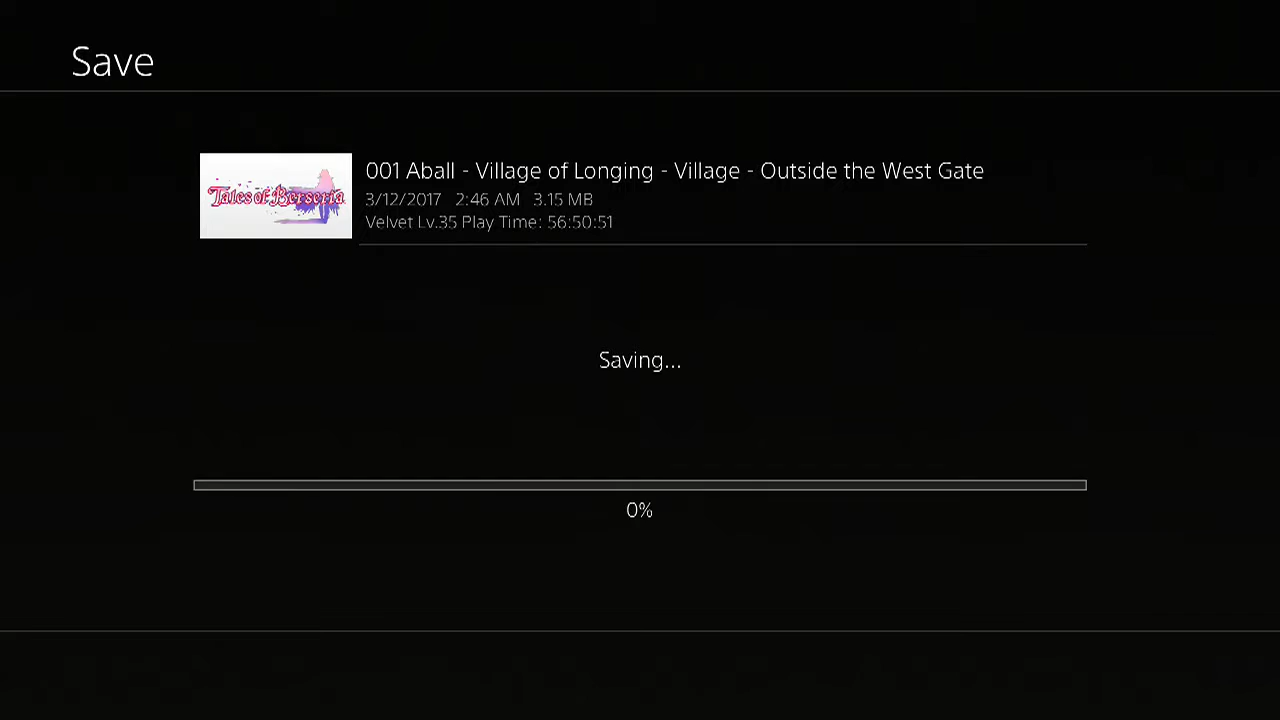 Save
Tales of Berseria
001 Aball - Village of Longing - Village - Outside the West Gate
3/12/2017 2:46 AM 3.15 MB
Velvet Lv.35 Play Time: 56:50:51
Saving...
0%